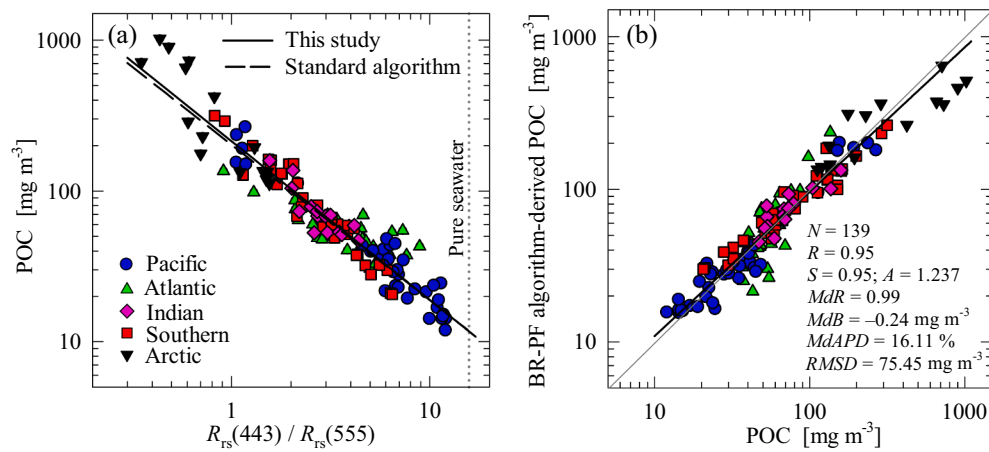 (a)
This study
Standard algorithm
Pure seawater
1000
100
10
POC [mg m⁻³]
Pacific
Atlantic
Indian
Southern
Arctic
1
10
Rrs(443) / Rrs(555)
(b)
1000
100
10
BR-PF algorithm-derived POC [mg m⁻³]
N = 139
R = 0.95
S = 0.95; A = 1.237
MdR = 0.99
MdB = –0.24 mg m⁻³
MdAPD = 16.11 %
RMSD = 75.45 mg m⁻³
10
100
1000
POC [mg m⁻³]